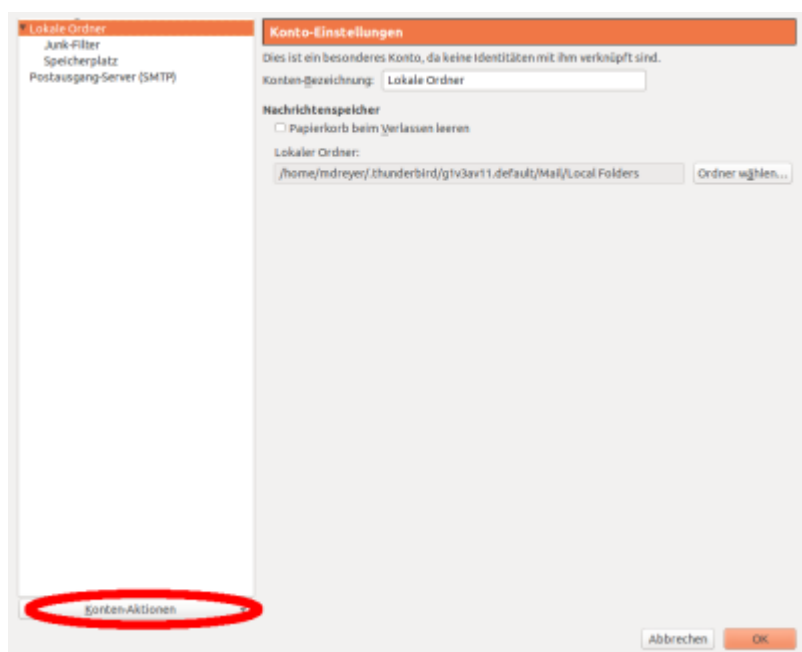 Lokale Ordner
Junk-Filter
Speicherplatz
Postausgang-Server (SMTP)
Konten-Aktionen
Konto-Einstellungen
Dies ist ein besonderes Konto, da keine Identitäten mit ihm verknüpft sind.
Konten-Bezeichnung: Lokale Ordner
Nachrichtenspeicher
Papierkorb beim Verlassen leeren
Lokaler Ordner:
/home/mdreyer/.thunderbird/g1v3av11.default/Mail/Local Folders Ordner wählen...
Abbrechen OK